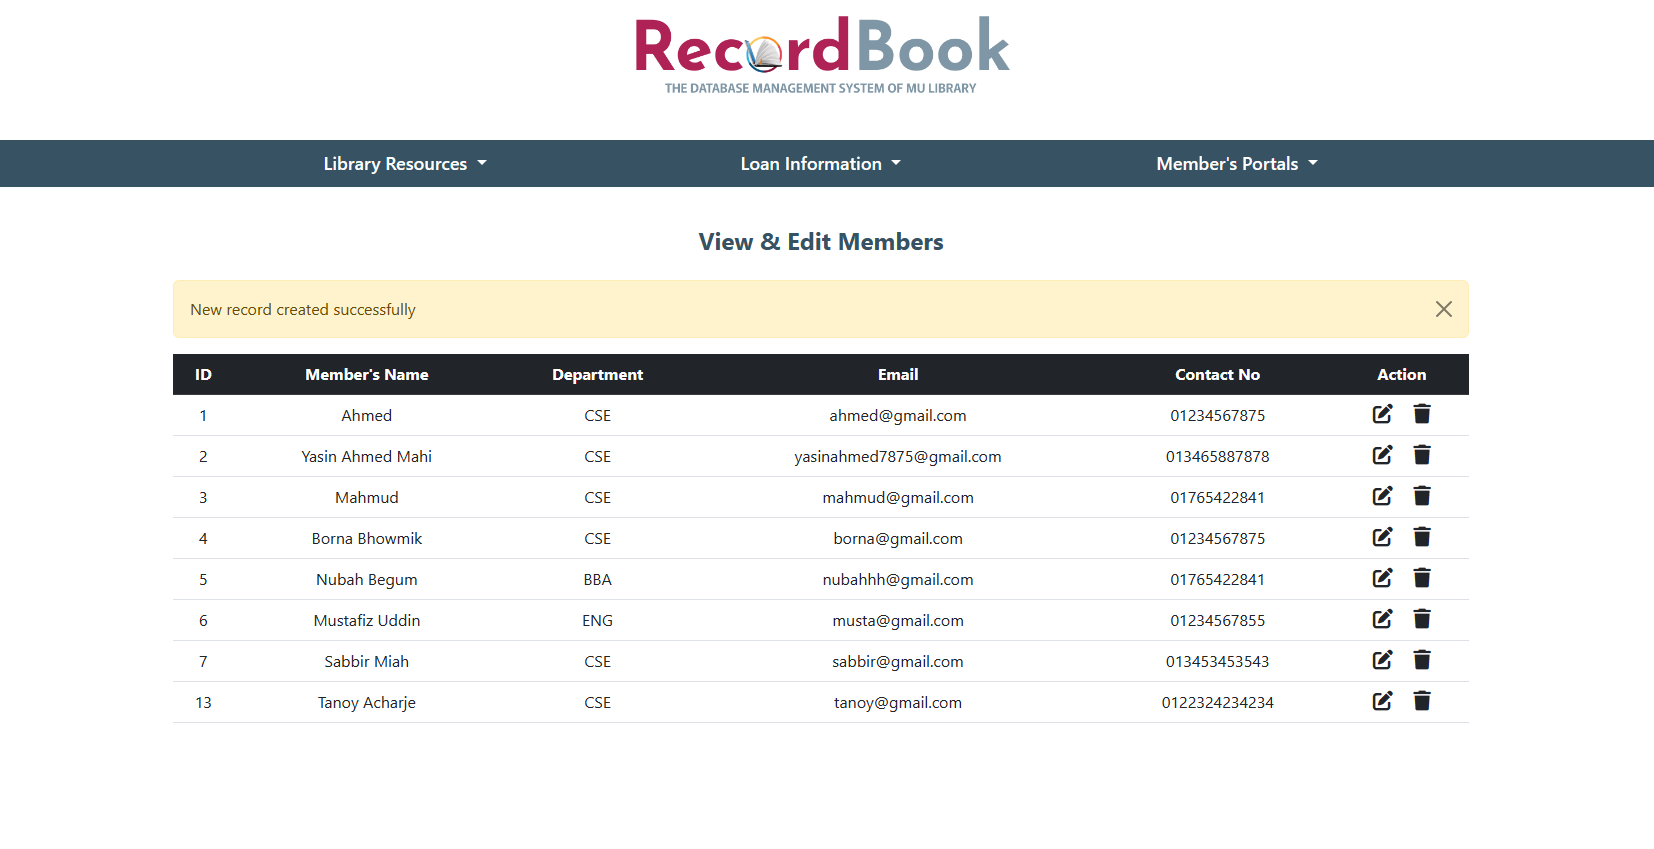 RecordBook
THE DATABASE MANAGEMENT SYSTEM OF MU LIBRARY
Library Resources Loan Information Member's Portals
View & Edit Members
New record created successfully
ID Member's Name Department Email Contact No Action
1 Ahmed CSE ahmed@gmail.com 01234567875
2 Yasin Ahmed Mahi CSE yasinahmed7875@gmail.com 013465887878
3 Mahmud CSE mahmud@gmail.com 01765422841
4 Borna Bhowmik CSE borna@gmail.com 01234567875
5 Nubah Begum BBA nubahhh@gmail.com 01765422841
6 Mustafiz Uddin ENG musta@gmail.com 01234567855
7 Sabbir Miah CSE sabbir@gmail.com 013453453543
13 Tanoy Acharje CSE tanoy@gmail.com 0122324234234